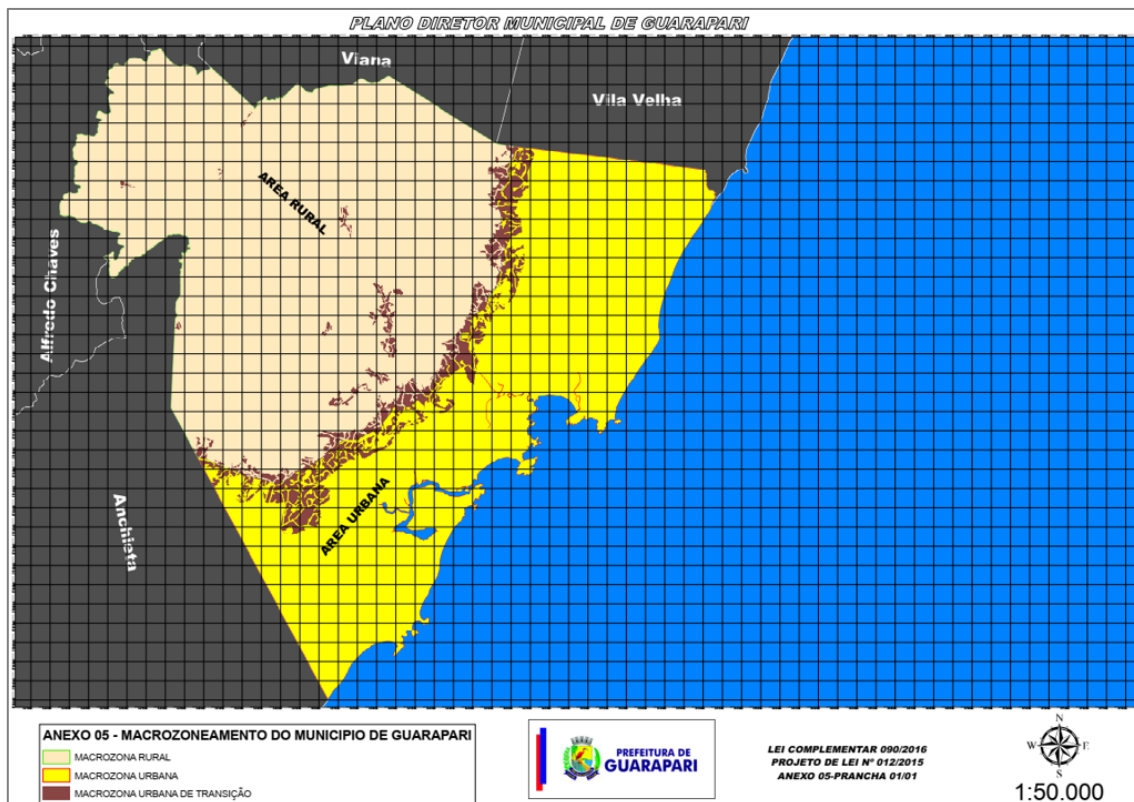 PLANO DIRETOR MUNICIPAL DE GUARAPARI
Viana
Vila Velha
AREA RURAL
Alfredo Chaves
Anchieta
AREA URBANA
ANEXO 05 - MACROZONEAMENTO DO MUNICIPIO DE GUARAPARI
MACROZONA RURAL
MACROZONA URBANA
MACROZONA URBANA DE TRANSIÇÃO
PREFEITURA DE
GUARAPARI
LEI COMPLEMENTAR 090/2016
PROJETO DE LEI Nº 012/2015
ANEXO 05-PRANCHA 01/01
N
W E
S
1:50.000